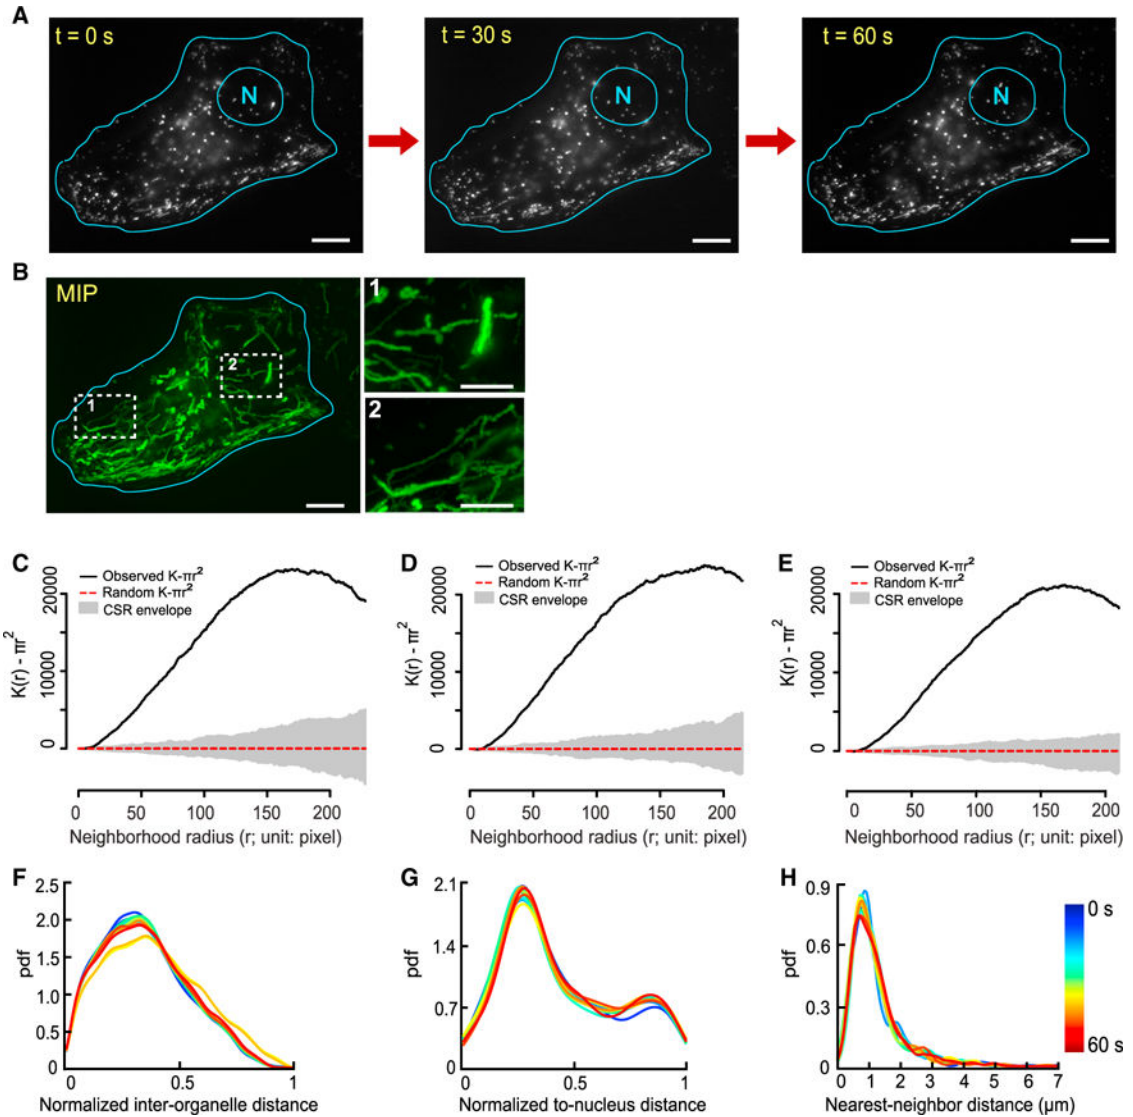 A
t = 0 s
N
t = 30 s
N
t = 60 s
N
B
MIP
1
2
1
2
C
Observed K-πr²
Random K-πr²
CSR envelope
K(r) - πr²
20000
10000
0
0 50 100 150 200
Neighborhood radius (r; unit: pixel)
D
Observed K-πr²
Random K-πr²
CSR envelope
20000
10000
0
0 50 100 150 200
Neighborhood radius (r; unit: pixel)
E
Observed K-πr²
Random K-πr²
CSR envelope
20000
10000
0
0 50 100 150 200
Neighborhood radius (r; unit: pixel)
F
pdf
2.5
2.0
1.5
1.0
0.5
0
0 0.5 1
Normalized inter-organelle distance
G
pdf
2.1
1.4
0.7
0
0 0.5 1
Normalized to-nucleus distance
H
pdf
0.9
0.6
0.3
0
0 1 2 3 4 5 6 7
Nearest-neighbor distance (µm)
0 s
60 s